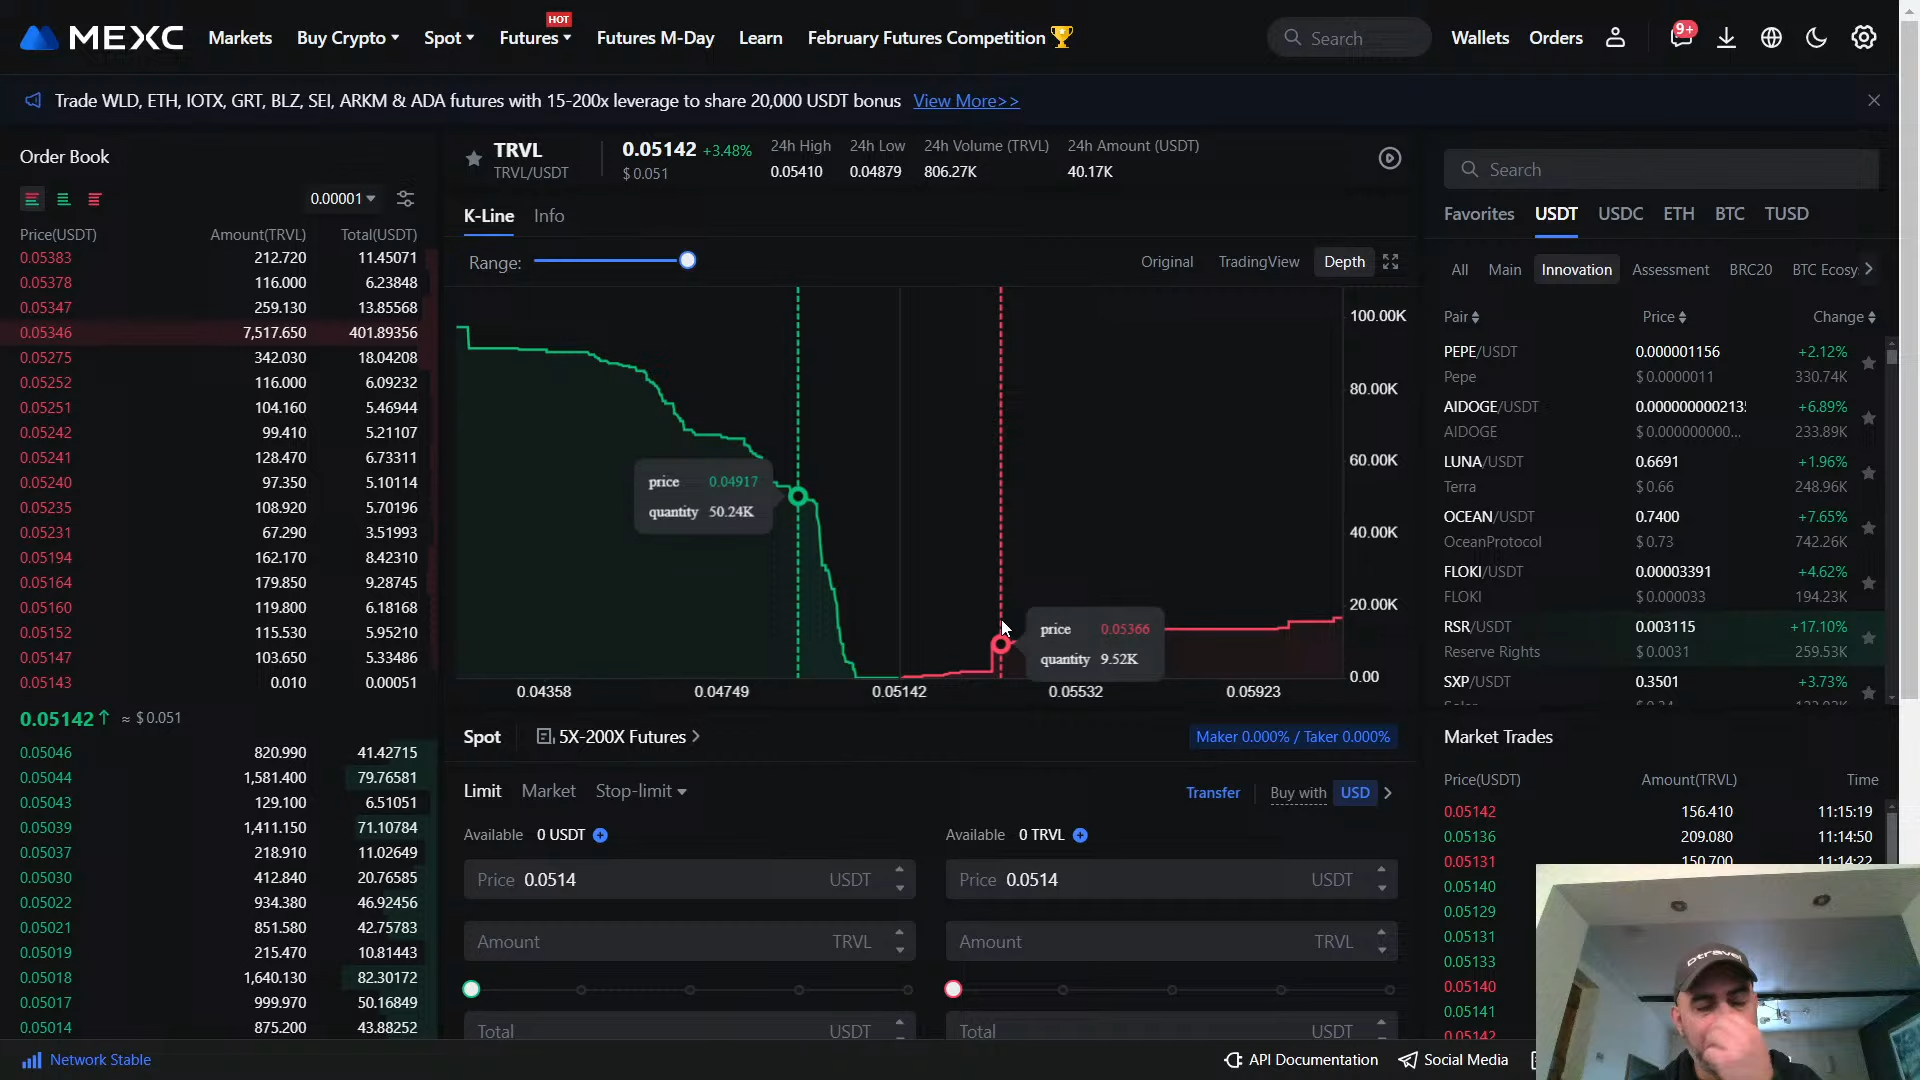 MEXC Markets Buy Crypto Spot Futures HOT Futures M-Day Learn February Futures Competition Search Wallets Orders 9+
Trade WLD, ETH, IOTX, GRT, BLZ, SEI, ARKM & ADA futures with 15-200x leverage to share 20,000 USDT bonus View More>>
Order Book
0.00001
Price(USDT) Amount(TRVL) Total(USDT)
0.05383 212.720 11.45071
0.05378 116.000 6.23848
0.05347 259.130 13.85568
0.05346 7,517.650 401.89356
0.05275 342.030 18.04208
0.05252 116.000 6.09232
0.05251 104.160 5.46944
0.05242 99.410 5.21107
0.05241 128.470 6.73311
0.05240 97.350 5.10114
0.05235 108.920 5.70196
0.05231 67.290 3.51993
0.05194 162.170 8.42310
0.05164 179.850 9.28745
0.05160 119.800 6.18168
0.05152 115.530 5.95210
0.05147 103.650 5.33486
0.05143 0.010 0.00051
0.05142↑ ≈ $0.051
0.05046 820.990 41.42715
0.05044 1,581.400 79.76581
0.05043 129.100 6.51051
0.05039 1,411.150 71.10784
0.05037 218.910 11.02649
0.05030 412.840 20.76585
0.05022 934.380 46.92456
0.05021 851.580 42.75783
0.05019 215.470 10.81443
0.05018 1,640.130 82.30172
0.05017 999.970 50.16849
0.05014 875.200 43.88252
TRVL 0.05142 +3.48% 24h High 24h Low 24h Volume (TRVL) 24h Amount (USDT)
TRVL/USDT $0.051 0.05410 0.04879 806.27K 40.17K
K-Line Info
Range: Original TradingView Depth
100.00K
80.00K
60.00K
40.00K
20.00K
0.00
price 0.04917
quantity 50.24K
price 0.05366
quantity 9.52K
0.04358 0.04749 0.05142 0.05532 0.05923
Spot 5X-200X Futures > Maker 0.000% / Taker 0.000%
Limit Market Stop-limit Transfer Buy with USD >
Available 0 USDT Available 0 TRVL
Price 0.0514 USDT Price 0.0514 USDT
Amount TRVL Amount TRVL
Total USDT Total USDT
Search
Favorites USDT USDC ETH BTC TUSD
All Main Innovation Assessment BRC20 BTC Ecosy >
Pair Price Change
PEPE/USDT 0.000001156 +2.12%
Pepe $0.0000011 330.74K
AIDOGE/USDT 0.000000000213 +6.89%
AIDOGE $0.000000000... 233.89K
LUNA/USDT 0.6691 +1.96%
Terra $0.66 248.96K
OCEAN/USDT 0.7400 +7.65%
OceanProtocol $0.73 742.26K
FLOKI/USDT 0.00003391 +4.62%
FLOKI $0.000033 194.23K
RSR/USDT 0.003115 +17.10%
Reserve Rights $0.0031 259.53K
SXP/USDT 0.3501 +3.73%
Market Trades
Price(USDT) Amount(TRVL) Time
0.05142 156.410 11:15:19
0.05136 209.080 11:14:50
0.05131 150.700 11:14:22
0.05140
0.05129
0.05131
0.05133
0.05140
0.05141
0.05142
dtravel
Network Stable API Documentation Social Media